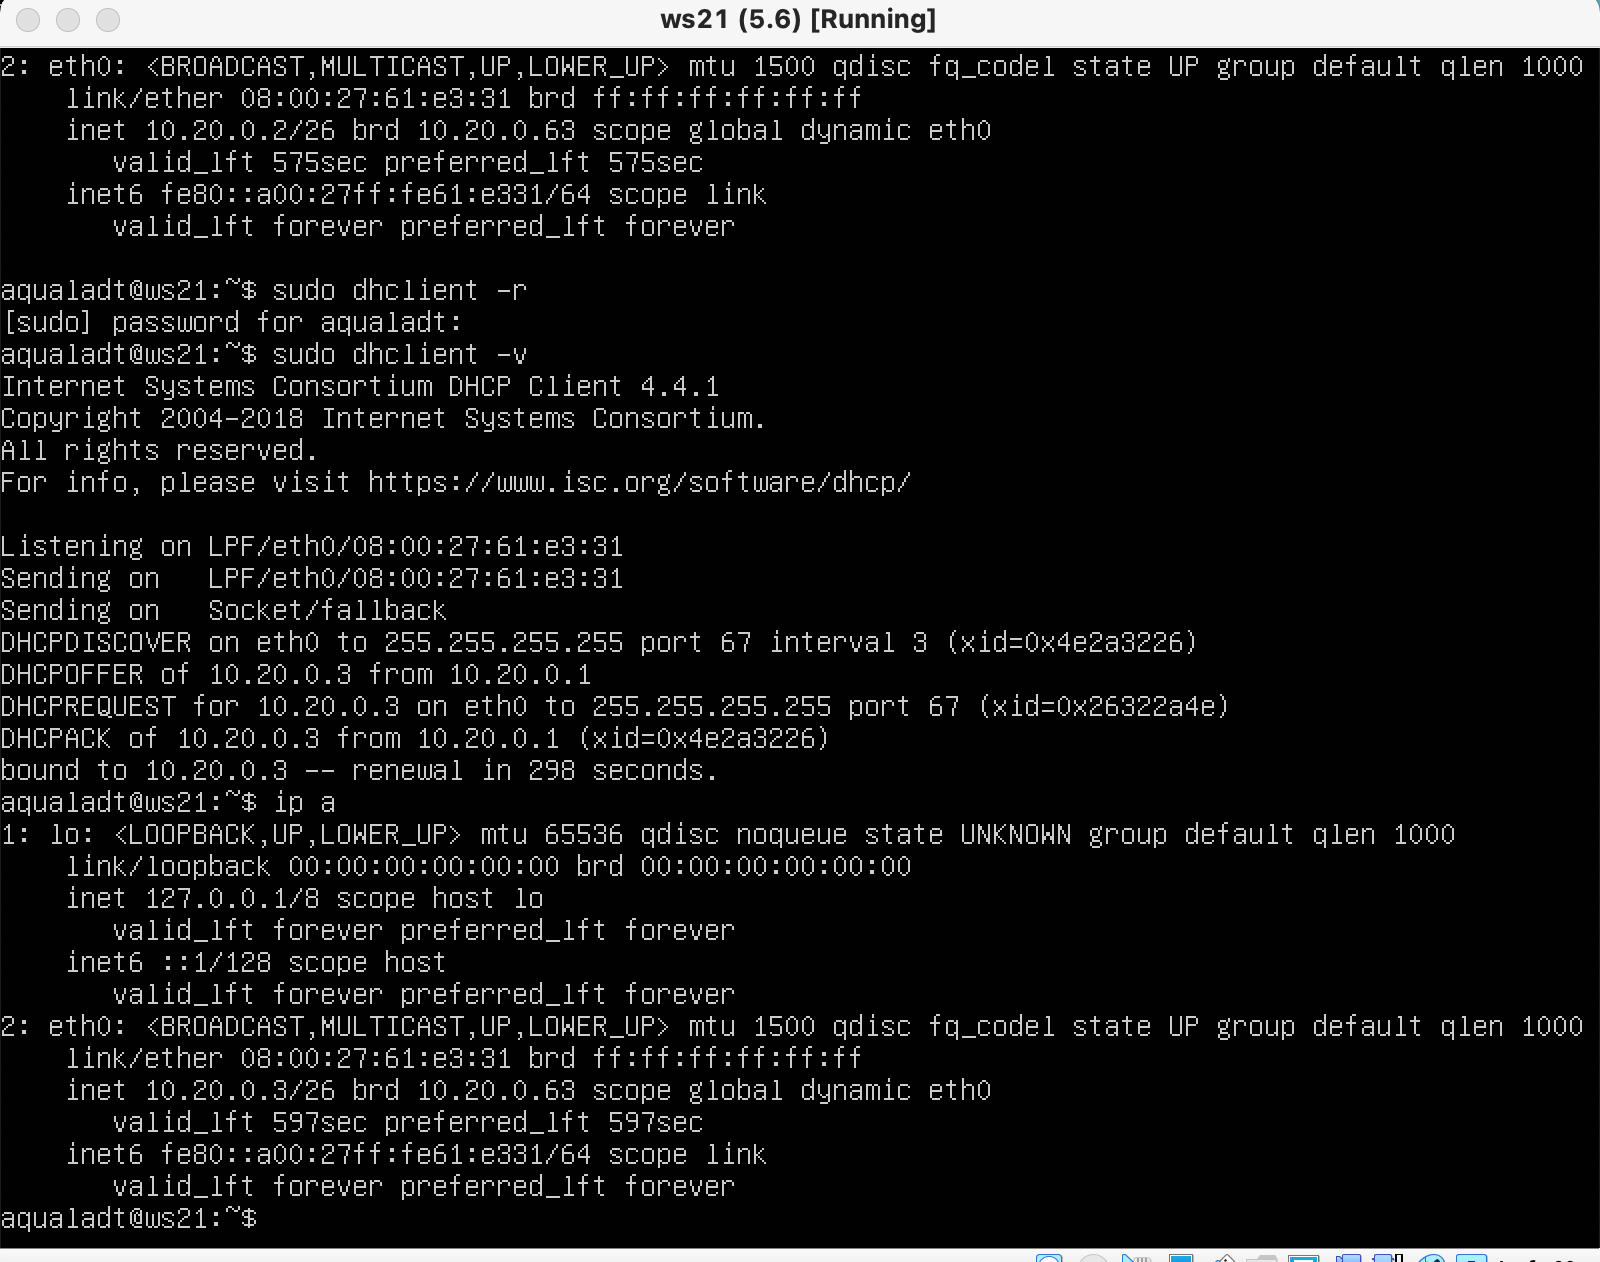 ws21 (5.6) [Running]
2: eth0: <BROADCAST,MULTICAST,UP,LOWER_UP> mtu 1500 qdisc fq_codel state UP group default qlen 1000
    link/ether 08:00:27:61:e3:31 brd ff:ff:ff:ff:ff:ff
    inet 10.20.0.2/26 brd 10.20.0.63 scope global dynamic eth0
       valid_lft 575sec preferred_lft 575sec
    inet6 fe80::a00:27ff:fe61:e331/64 scope link
       valid_lft forever preferred_lft forever
aqualadt@ws21:~$ sudo dhclient -r
[sudo] password for aqualadt:
aqualadt@ws21:~$ sudo dhclient -v
Internet Systems Consortium DHCP Client 4.4.1
Copyright 2004-2018 Internet Systems Consortium.
All rights reserved.
For info, please visit https://www.isc.org/software/dhcp/
Listening on LPF/eth0/08:00:27:61:e3:31
Sending on   LPF/eth0/08:00:27:61:e3:31
Sending on   Socket/fallback
DHCPDISCOVER on eth0 to 255.255.255.255 port 67 interval 3 (xid=0x4e2a3226)
DHCPOFFER of 10.20.0.3 from 10.20.0.1
DHCPREQUEST for 10.20.0.3 on eth0 to 255.255.255.255 port 67 (xid=0x26322a4e)
DHCPACK of 10.20.0.3 from 10.20.0.1 (xid=0x4e2a3226)
bound to 10.20.0.3 -- renewal in 298 seconds.
aqualadt@ws21:~$ ip a
1: lo: <LOOPBACK,UP,LOWER_UP> mtu 65536 qdisc noqueue state UNKNOWN group default qlen 1000
    link/loopback 00:00:00:00:00:00 brd 00:00:00:00:00:00
    inet 127.0.0.1/8 scope host lo
       valid_lft forever preferred_lft forever
    inet6 ::1/128 scope host
       valid_lft forever preferred_lft forever
2: eth0: <BROADCAST,MULTICAST,UP,LOWER_UP> mtu 1500 qdisc fq_codel state UP group default qlen 1000
    link/ether 08:00:27:61:e3:31 brd ff:ff:ff:ff:ff:ff
    inet 10.20.0.3/26 brd 10.20.0.63 scope global dynamic eth0
       valid_lft 597sec preferred_lft 597sec
    inet6 fe80::a00:27ff:fe61:e331/64 scope link
       valid_lft forever preferred_lft forever
aqualadt@ws21:~$